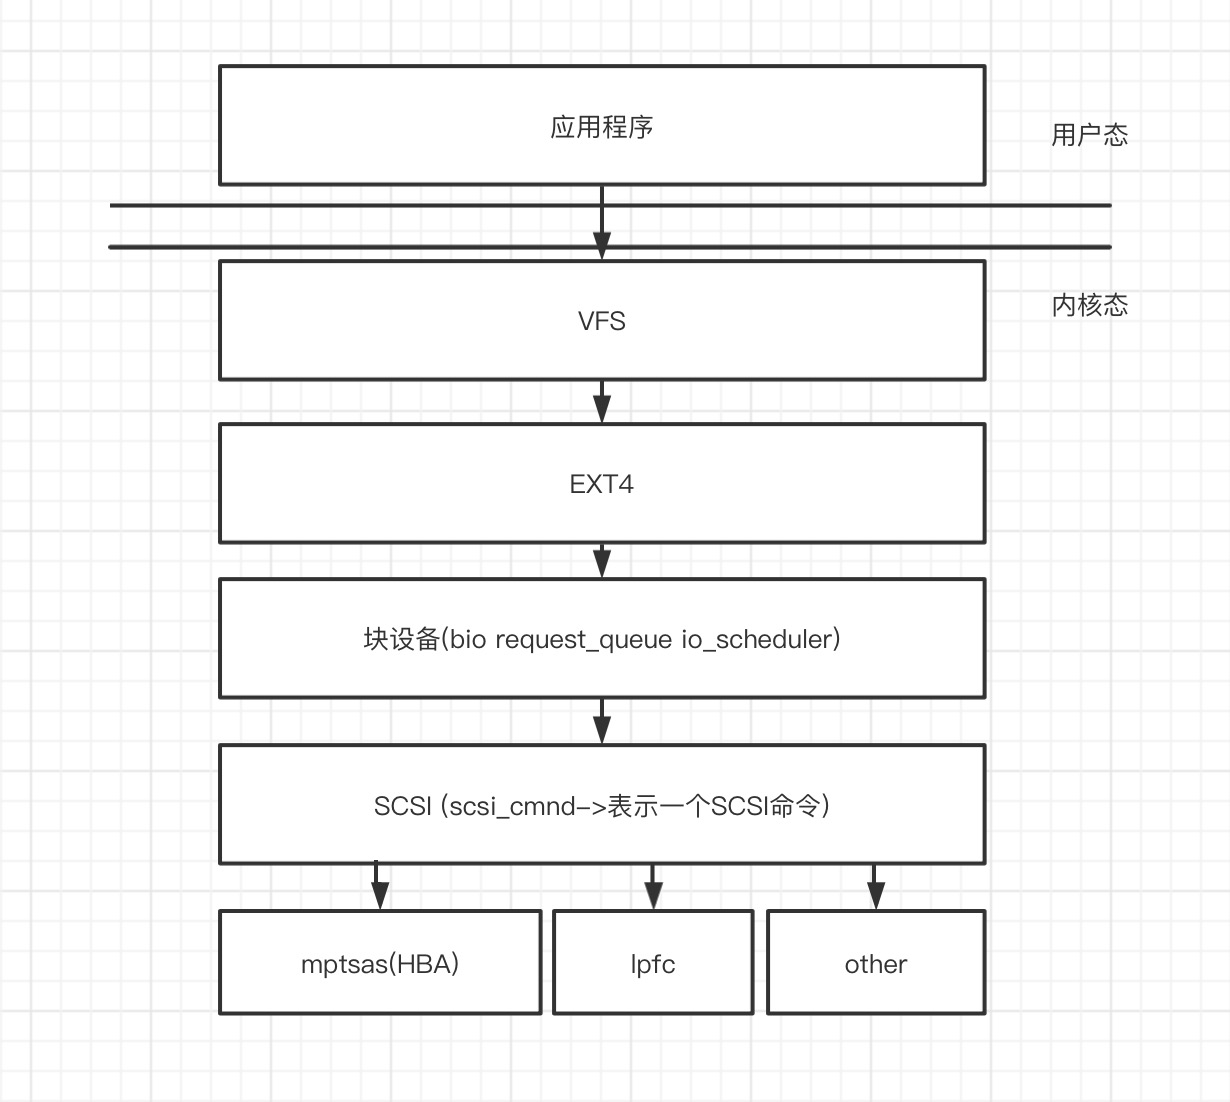 应用程序
用户态
内核态
VFS
EXT4
块设备(bio request_queue io_scheduler)
SCSI (scsi_cmnd->表示一个SCSI命令)
mptsas(HBA)
lpfc
other